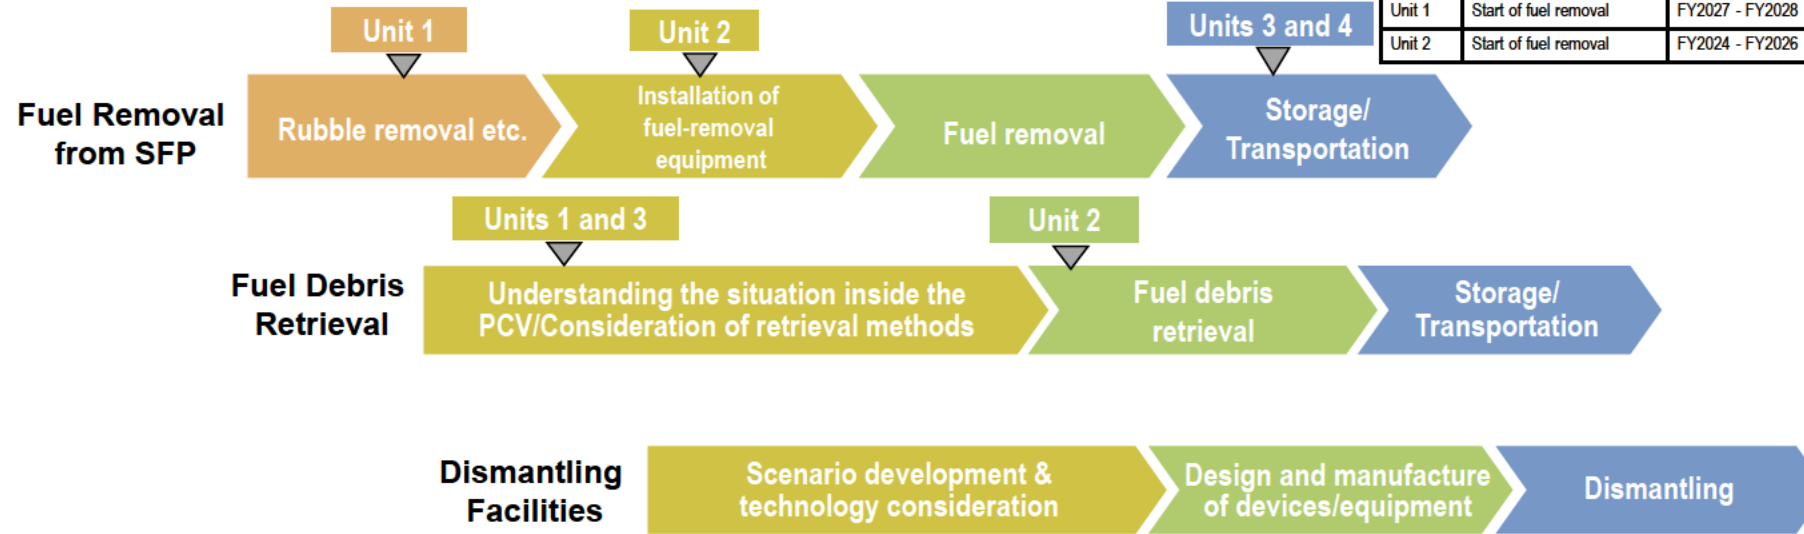 Unit 1
Unit 2
Units 3 and 4
Unit 1 Start of fuel removal FY2027 - FY2028
Unit 2 Start of fuel removal FY2024 - FY2026
Fuel Removal
from SFP
Rubble removal etc.
Installation of
fuel-removal
equipment
Fuel removal
Storage/
Transportation
Units 1 and 3
Unit 2
Fuel Debris
Retrieval
Understanding the situation inside the
PCV/Consideration of retrieval methods
Fuel debris
retrieval
Storage/
Transportation
Dismantling
Facilities
Scenario development &
technology consideration
Design and manufacture
of devices/equipment
Dismantling